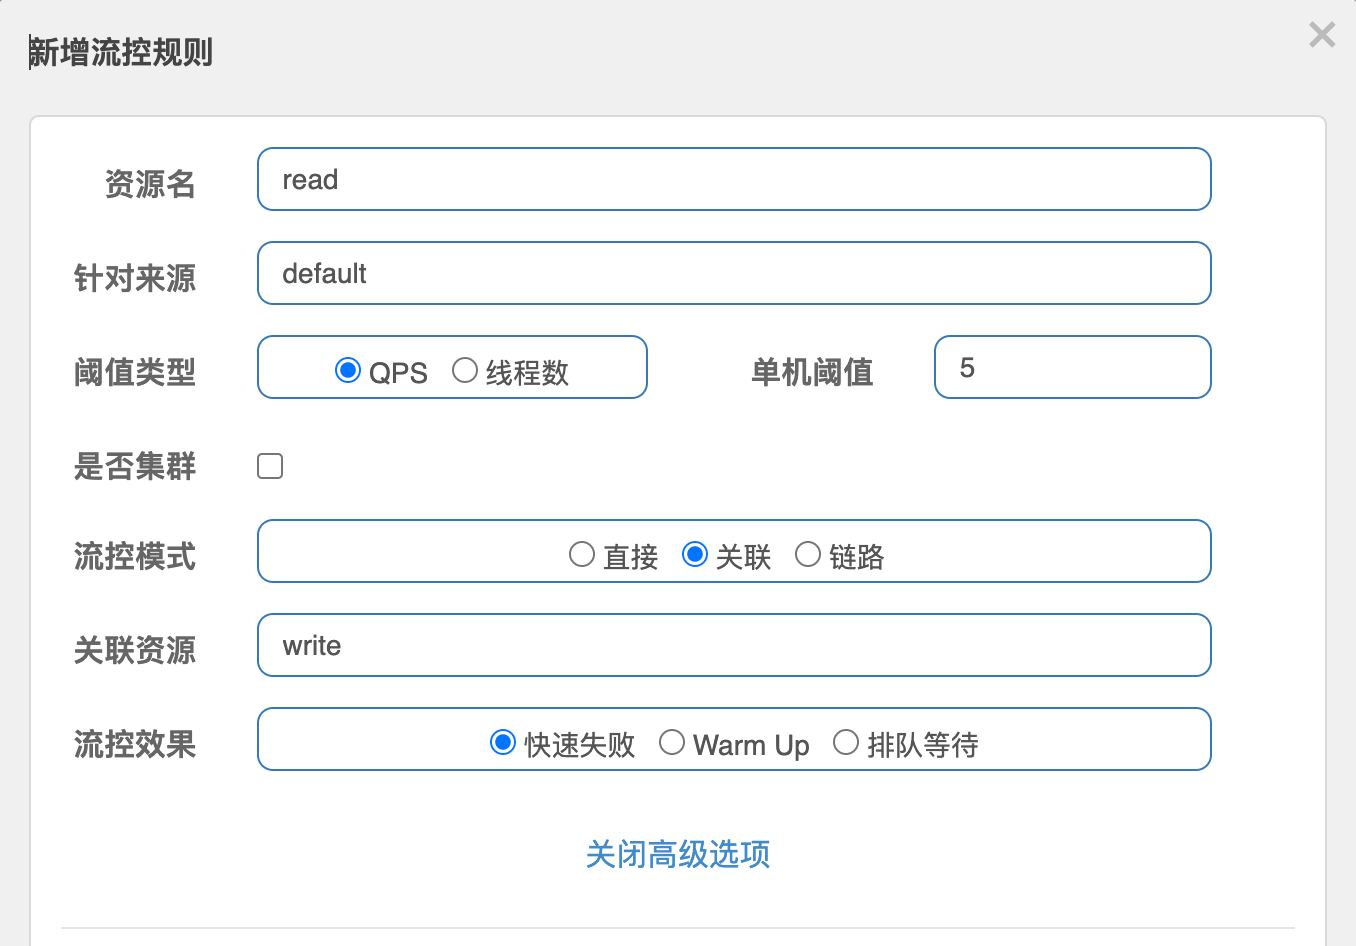 新增流控规则
资源名 read
针对来源 default
阈值类型 QPS 线程数 单机阈值 5
是否集群
流控模式 直接 关联 链路
关联资源 write
流控效果 快速失败 Warm Up 排队等待
关闭高级选项